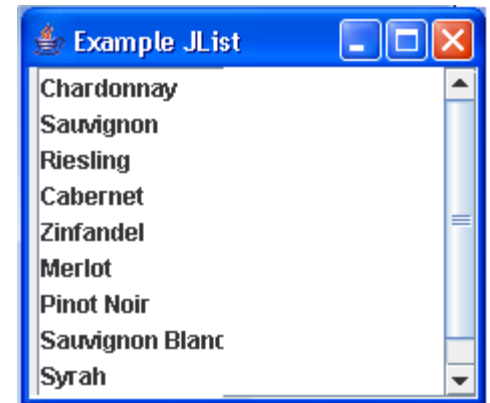 Example JList
Chardonnay
Sauvignon
Riesling
Cabernet
Zinfandel
Merlot
Pinot Noir
Sauvignon Blanc
Syrah